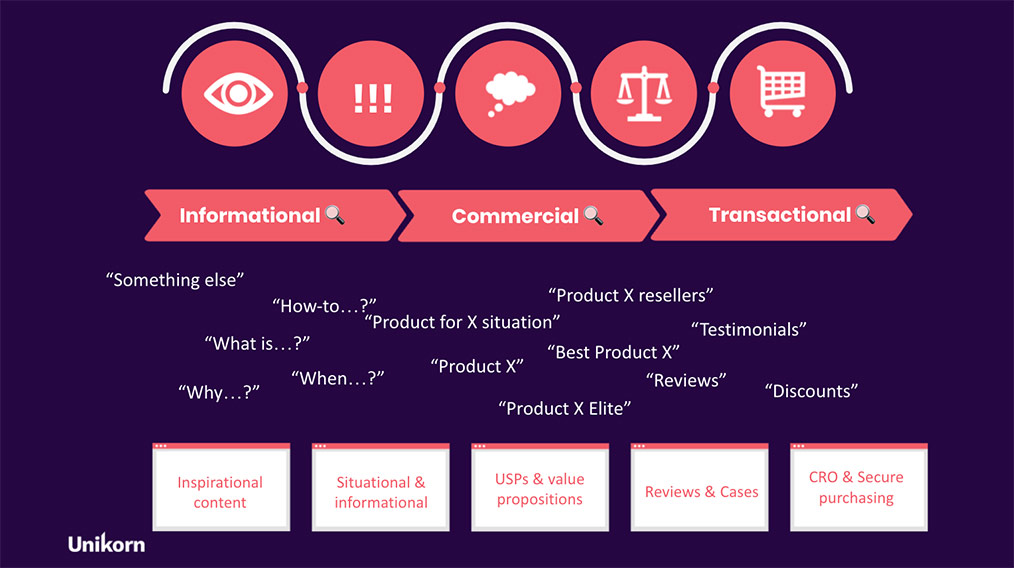 !!!
Informational
Commercial
Transactional
“Something else”
“How-to…?”
“Product X resellers”
“Product for X situation”
“Testimonials”
“What is…?”
“Best Product X”
“Product X”
“When…?”
“Reviews”
“Why…?”
“Discounts”
“Product X Elite”
Inspirational
content
Situational &
informational
USPs & value
propositions
Reviews & Cases
CRO & Secure
purchasing
Unikorn